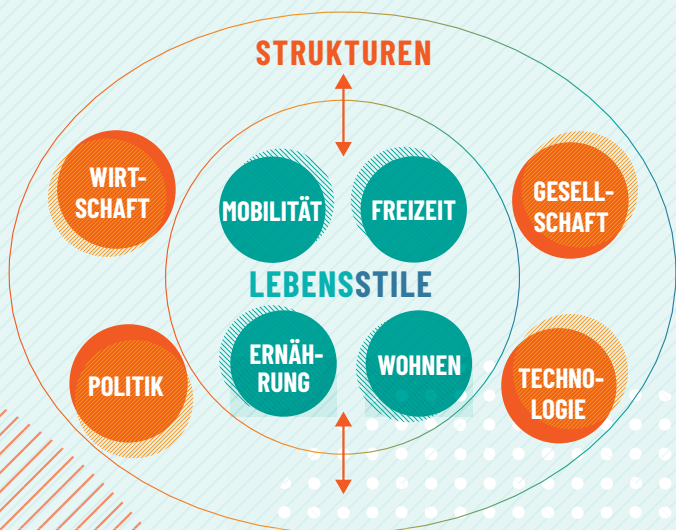 STRUKTUREN
WIRT-
SCHAFT
MOBILITÄT
FREIZEIT
GESELL-
SCHAFT
LEBENSSTILE
POLITIK
ERNÄH-
RUNG
WOHNEN
TECHNO-
LOGIE